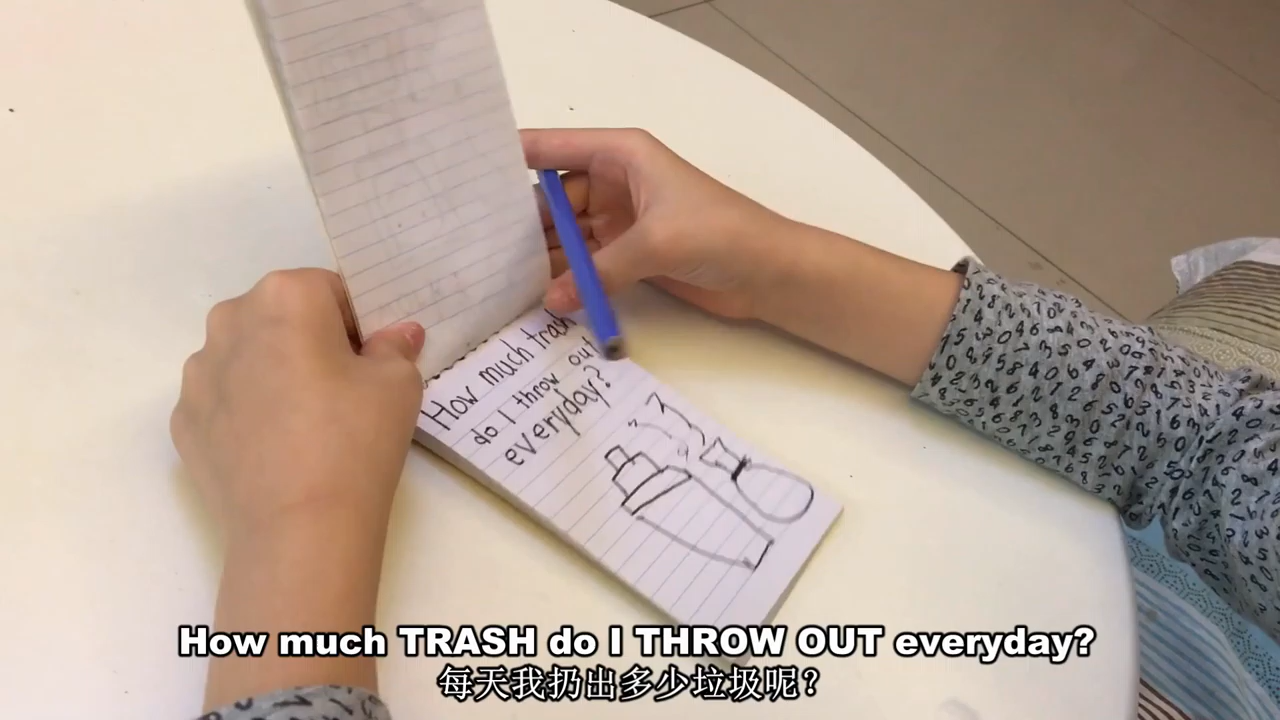 How much trash
do I throw out
everyday?
How much TRASH do I THROW OUT everyday?
每天我扔出多少垃圾呢?